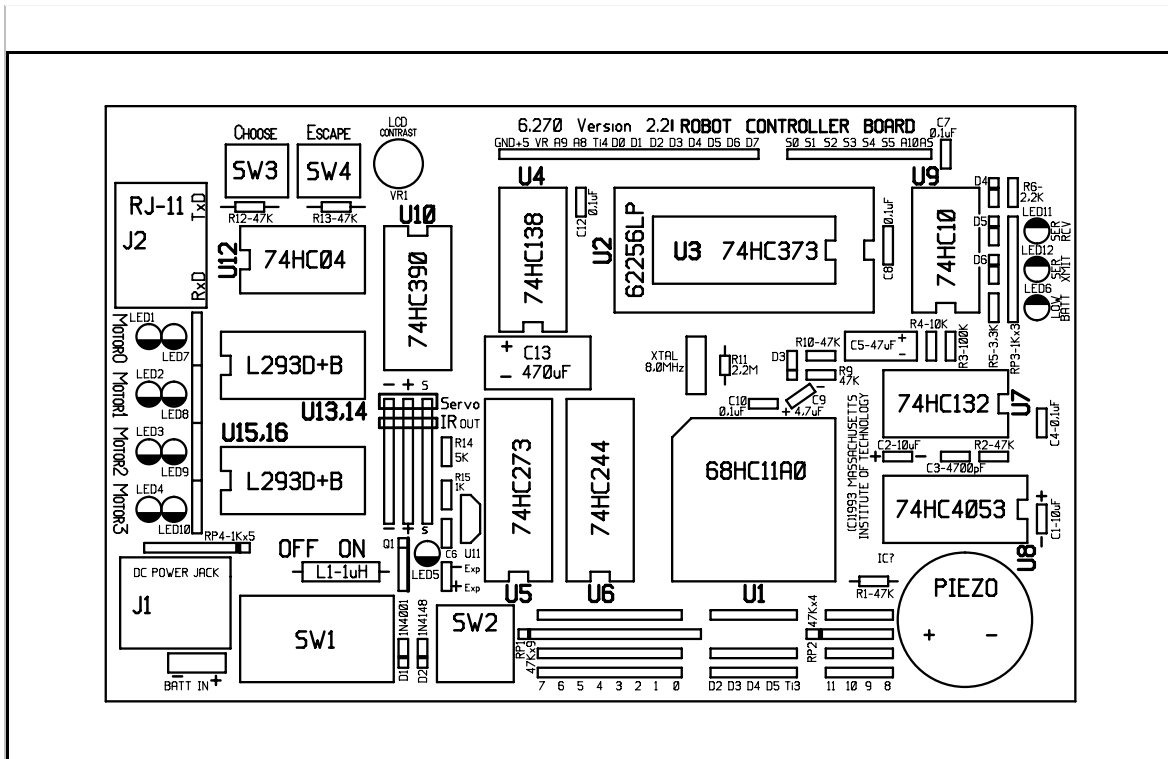 6.270 Version 2.21 ROBOT CONTROLLER BOARD
GND+5 VR A9 A8 Ti4 D0 D1 D2 D3 D4 D5 D6 D7
S0 S1 S2 S3 S4 S5 A10A5
C7
0.1uF
CHOOSE
SW3
R12-47K
ESCAPE
SW4
R13-47K
LCD
CONTRAST
VR1
RJ-11
J2
TxD
RxD
U12
74HC04
U10
74HC390
U4
74HC138
C12
0.1uF
U2
62256LP
U3 74HC373
0.1uF
C8
U9
74HC10
D4
D5
D6
R6-
2.2K
LED11
SER
RCV
LED12
SER
XMIT
LED6
LOW
BATT
R5-3.3K
RP3-1Kx3
MOTOR0 MOTOR1 MOTOR2 MOTOR3
LED1
LED7
LED2
LED8
LED3
LED9
LED4
LED10
RP4-1Kx5
L293D+B
U13,14
U15,16
L293D+B
- + s
Servo
IR OUT
- + s
R14
5K
R15
1K
U11
C6
Q1
LED5
- Exp
+ Exp
+ C13
- 470uF
XTAL
8.0MHz
R11
2.2M
D3
R10-47K
R9
47K
C10
0.1uF
-
C9
+ 4.7uF
C5-47uF
+
-
R4-10K
R3-100K
74HC132
U7
C4-0.1uF
C2-10uF
+ -
C3-4700pF
R2-47K
74HC4053
U8
+
C1-10uF
-
74HC273
U5
74HC244
U6
68HC11A0
U1
(C)1993 MASSACHUSETTS
INSTITUTE OF TECHNOLOGY
IC?
R1-47K
PIEZO
+ -
OFF ON
L1-1uH
DC POWER JACK
J1
- +
BATT IN
SW1
1N4001
D1
1N4148
D2
SW2
RP1
47Kx9
RP2
47Kx4
7 6 5 4 3 2 1 0
D2 D3 D4 D5 Ti3
11 10 9 8